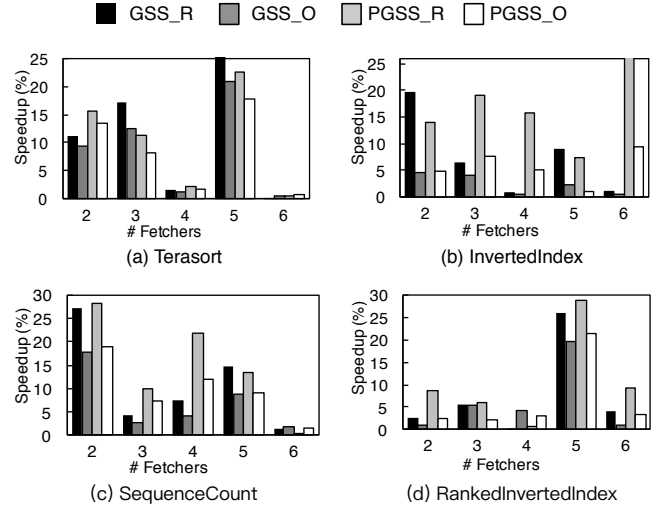 GSS_R GSS_O PGSS_R PGSS_O
Speedup (%)
25
20
15
10
5
0
2 3 4 5 6
# Fetchers
(a) Terasort
Speedup (%)
25
20
15
10
5
0
2 3 4 5 6
# Fetchers
(b) InvertedIndex
Speedup (%)
30
25
20
15
10
5
0
2 3 4 5 6
# Fetchers
(c) SequenceCount
Speedup (%)
30
25
20
15
10
5
0
2 3 4 5 6
# Fetchers
(d) RankedInvertedIndex